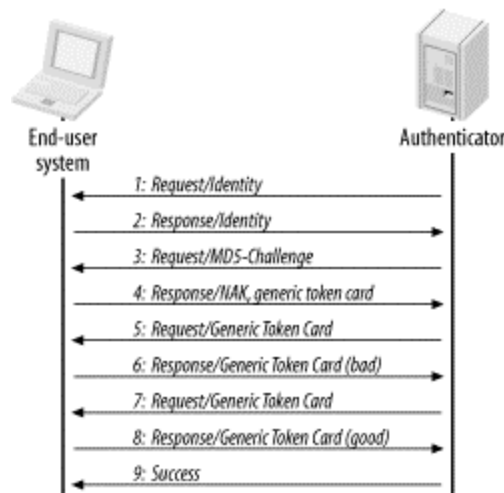 End-user
system
Authenticator
1: Request/Identity
2: Response/Identity
3: Request/MD5-Challenge
4: Response/NAK, generic token card
5: Request/Generic Token Card
6: Response/Generic Token Card (bad)
7: Request/Generic Token Card
8: Response/Generic Token Card (good)
9: Success